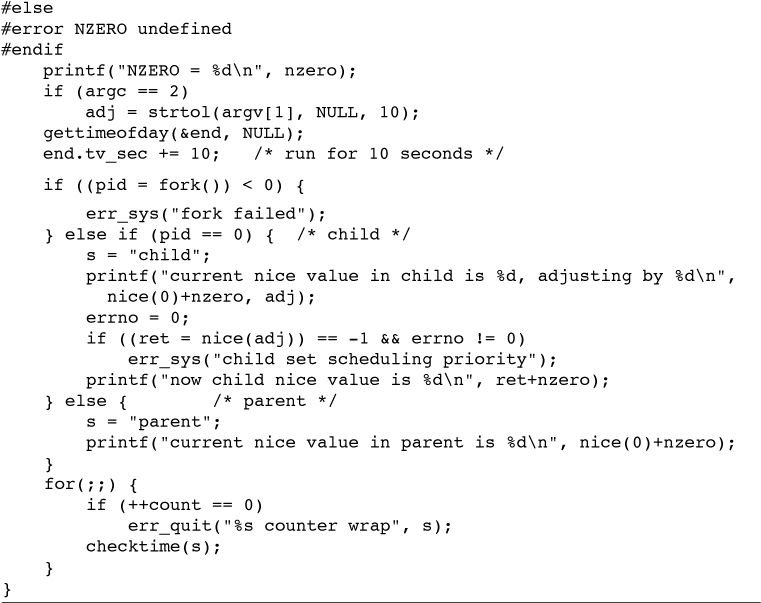 #else
#error NZERO undefined
#endif
    printf("NZERO = %d\n", nzero);
    if (argc == 2)
        adj = strtol(argv[1], NULL, 10);
    gettimeofday(&end, NULL);
    end.tv_sec += 10;   /* run for 10 seconds */
    if ((pid = fork()) < 0) {
        err_sys("fork failed");
    } else if (pid == 0) {  /* child */
        s = "child";
        printf("current nice value in child is %d, adjusting by %d\n",
          nice(0)+nzero, adj);
        errno = 0;
        if ((ret = nice(adj)) == -1 && errno != 0)
            err_sys("child set scheduling priority");
        printf("now child nice value is %d\n", ret+nzero);
    } else {        /* parent */
        s = "parent";
        printf("current nice value in parent is %d\n", nice(0)+nzero);
    }
    for(;;) {
        if (++count == 0)
            err_quit("%s counter wrap", s);
        checktime(s);
    }
}